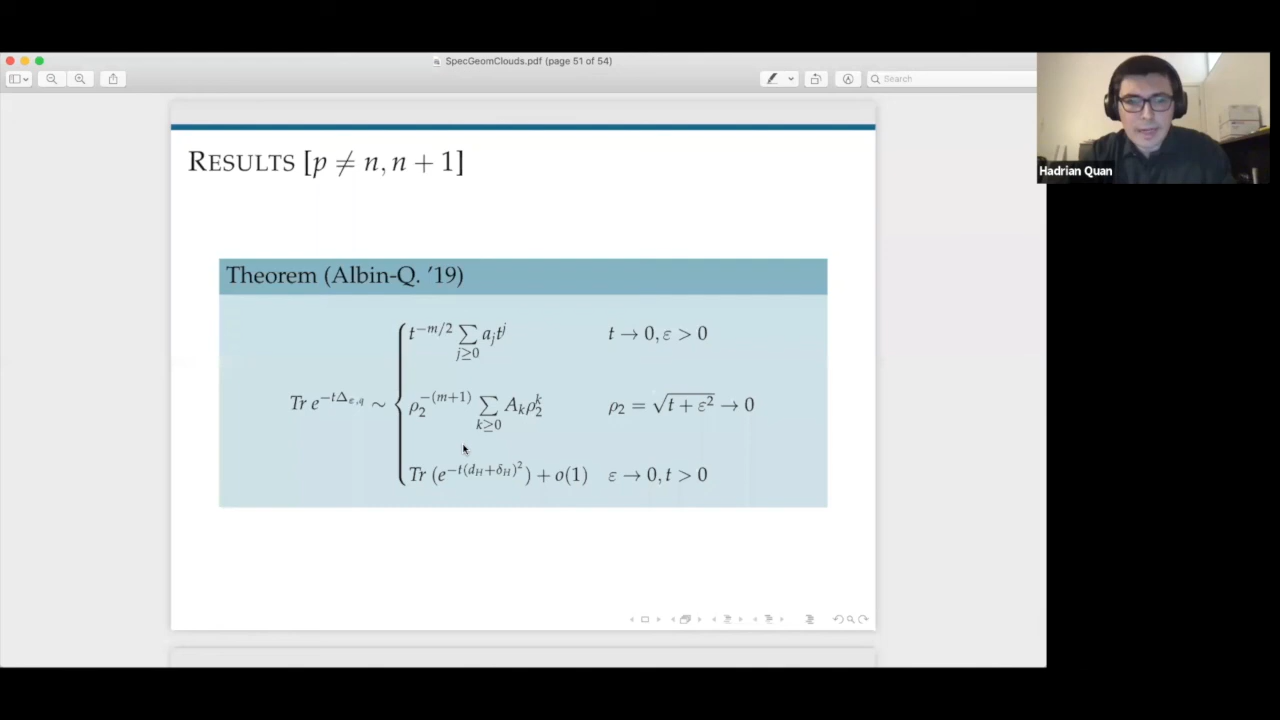 SpecGeomClouds.pdf (page 51 of 54)
Search
Hadrian Quan
RESULTS [p ≠ n, n + 1]
Theorem (Albin-Q. '19)
t^{-m/2} ∑_{j≥0} a_j t^j    t → 0, ε > 0
Tr e^{-tΔ_{ε,q}} ∼ { ρ_2^{-(m+1)} ∑_{k≥0} A_k ρ_2^k    ρ_2 = √(t + ε²) → 0
Tr (e^{-t(d_H+δ_H)^2}) + o(1)    ε → 0, t > 0